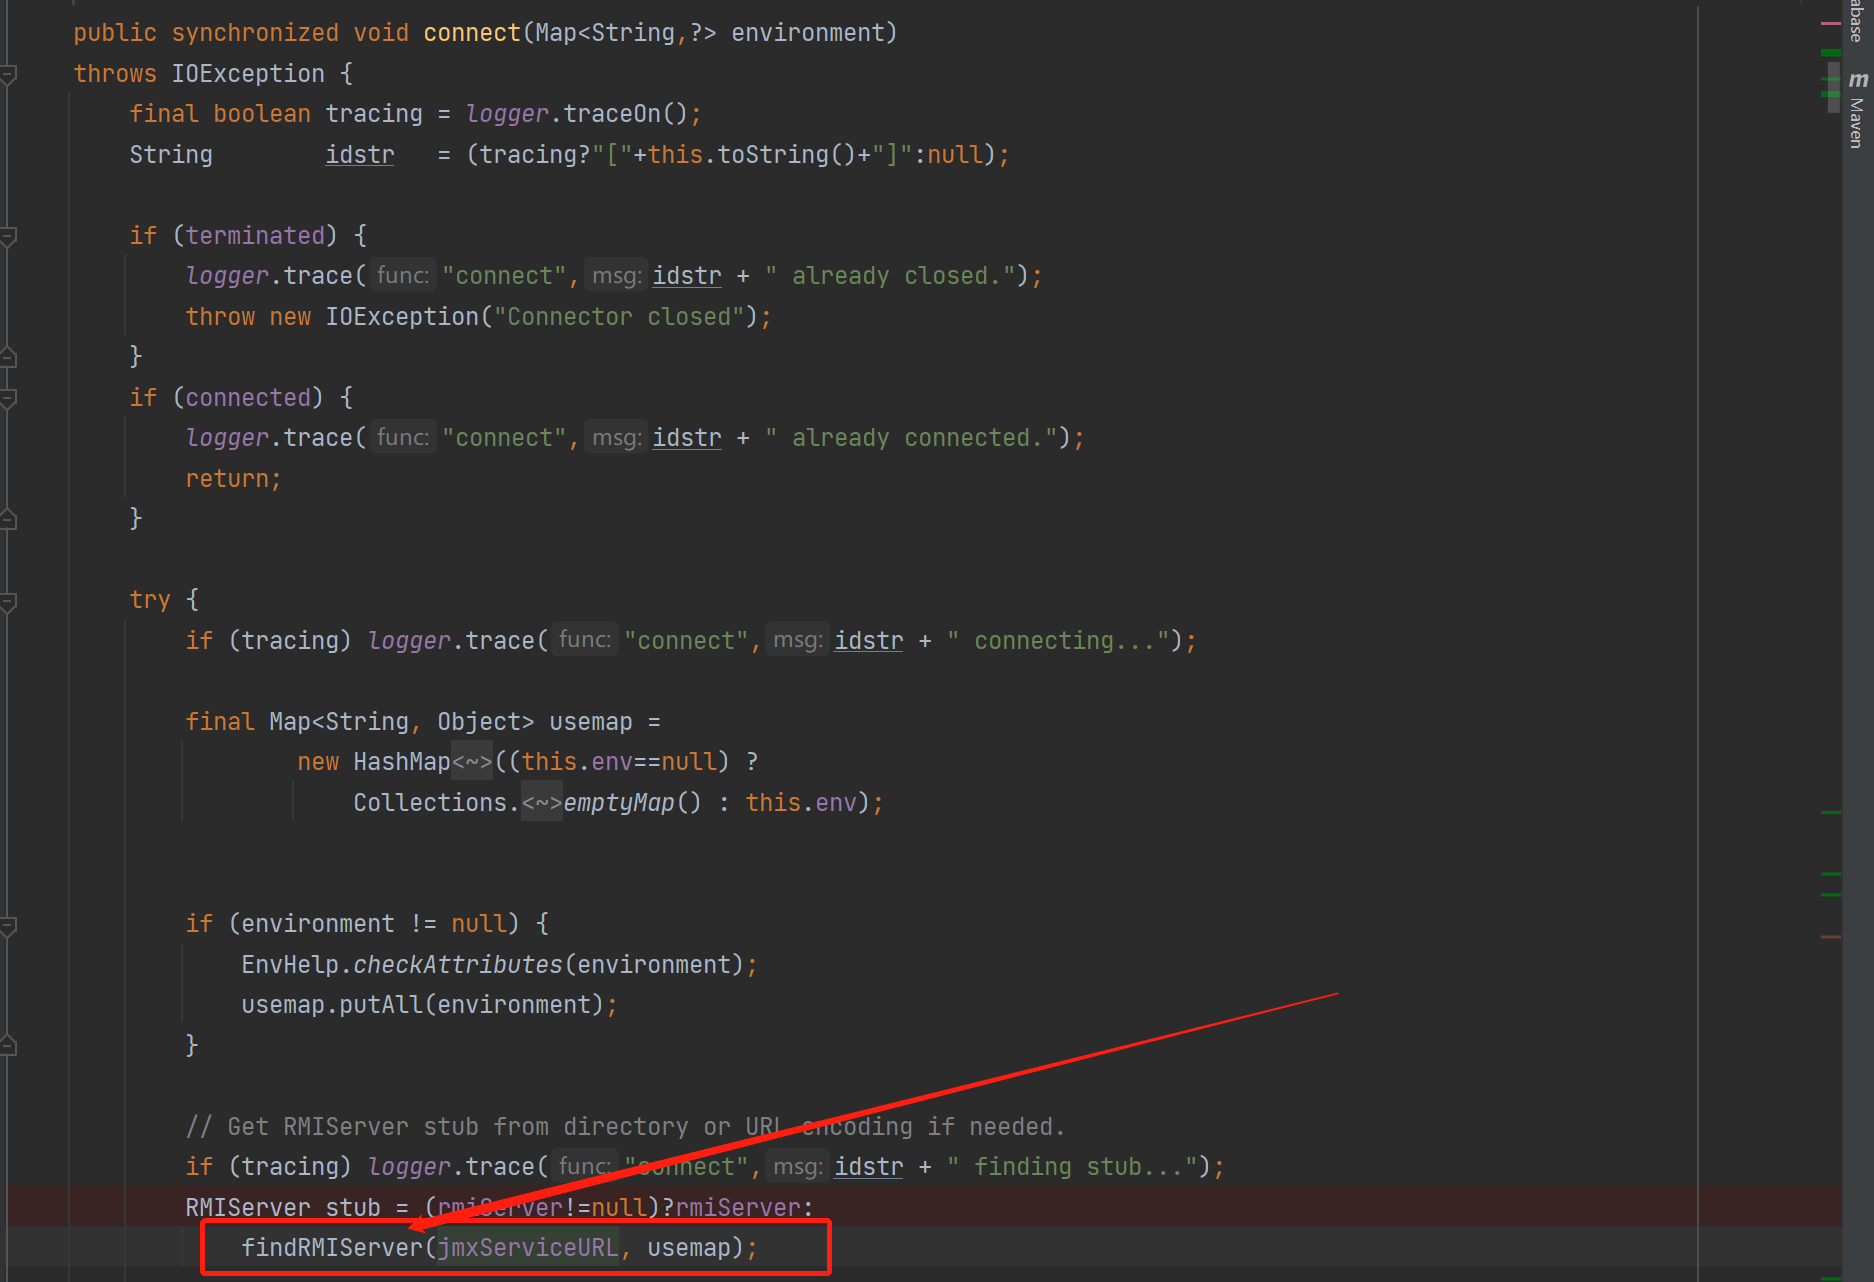 public synchronized void connect(Map<String,?> environment)
throws IOException {
    final boolean tracing = logger.traceOn();
    String        idstr   = (tracing?"["+this.toString()+"]":null);
    if (terminated) {
        logger.trace( func: "connect", msg: idstr + " already closed.");
        throw new IOException("Connector closed");
    }
    if (connected) {
        logger.trace( func: "connect", msg: idstr + " already connected.");
        return;
    }
    try {
        if (tracing) logger.trace( func: "connect", msg: idstr + " connecting...");
        final Map<String, Object> usemap =
                new HashMap<~>((this.env==null) ?
                    Collections.<~>emptyMap() : this.env);
        if (environment != null) {
            EnvHelp.checkAttributes(environment);
            usemap.putAll(environment);
        }
        // Get RMIServer stub from directory or URL encoding if needed.
        if (tracing) logger.trace( func: "connect", msg: idstr + " finding stub...");
        RMIServer stub = (rmiServer!=null)?rmiServer:
            findRMIServer(jmxServiceURL, usemap);
abase
m Maven